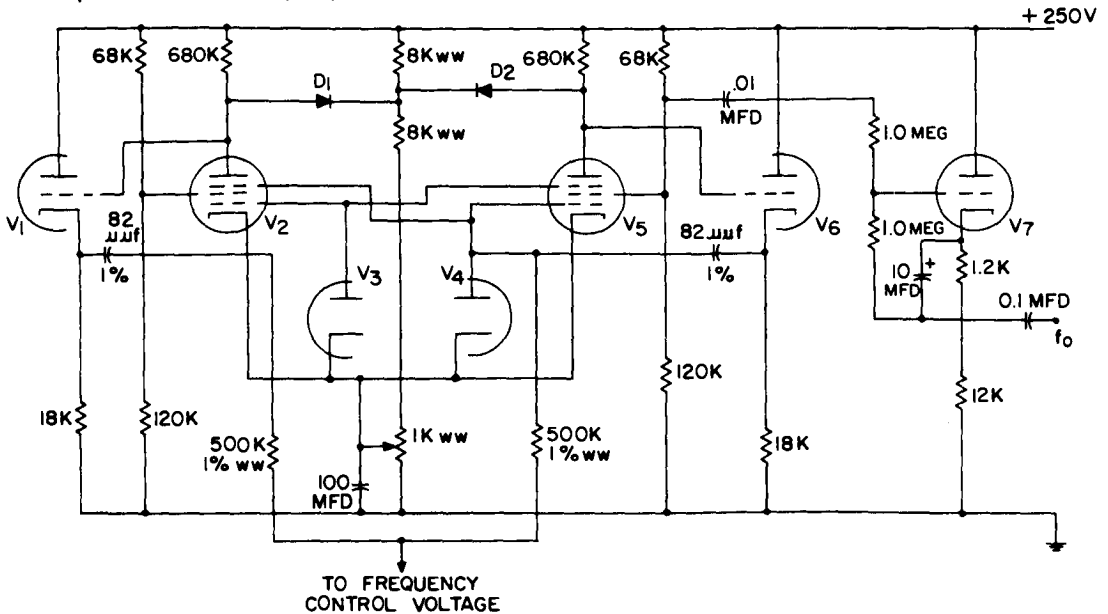 + 250V
68K
680K
8K ww
680K
68K
D1
D2
.01
MFD
8K ww
1.0 MEG
V1
V2
V5
V6
V7
82
μμf
1%
82 μμf
1%
1.0 MEG
V3
V4
10
MFD
+
1.2K
0.1 MFD
fo
18K
120K
500K
1% ww
1K ww
500K
1% ww
120K
18K
12K
100
MFD
TO FREQUENCY
CONTROL VOLTAGE